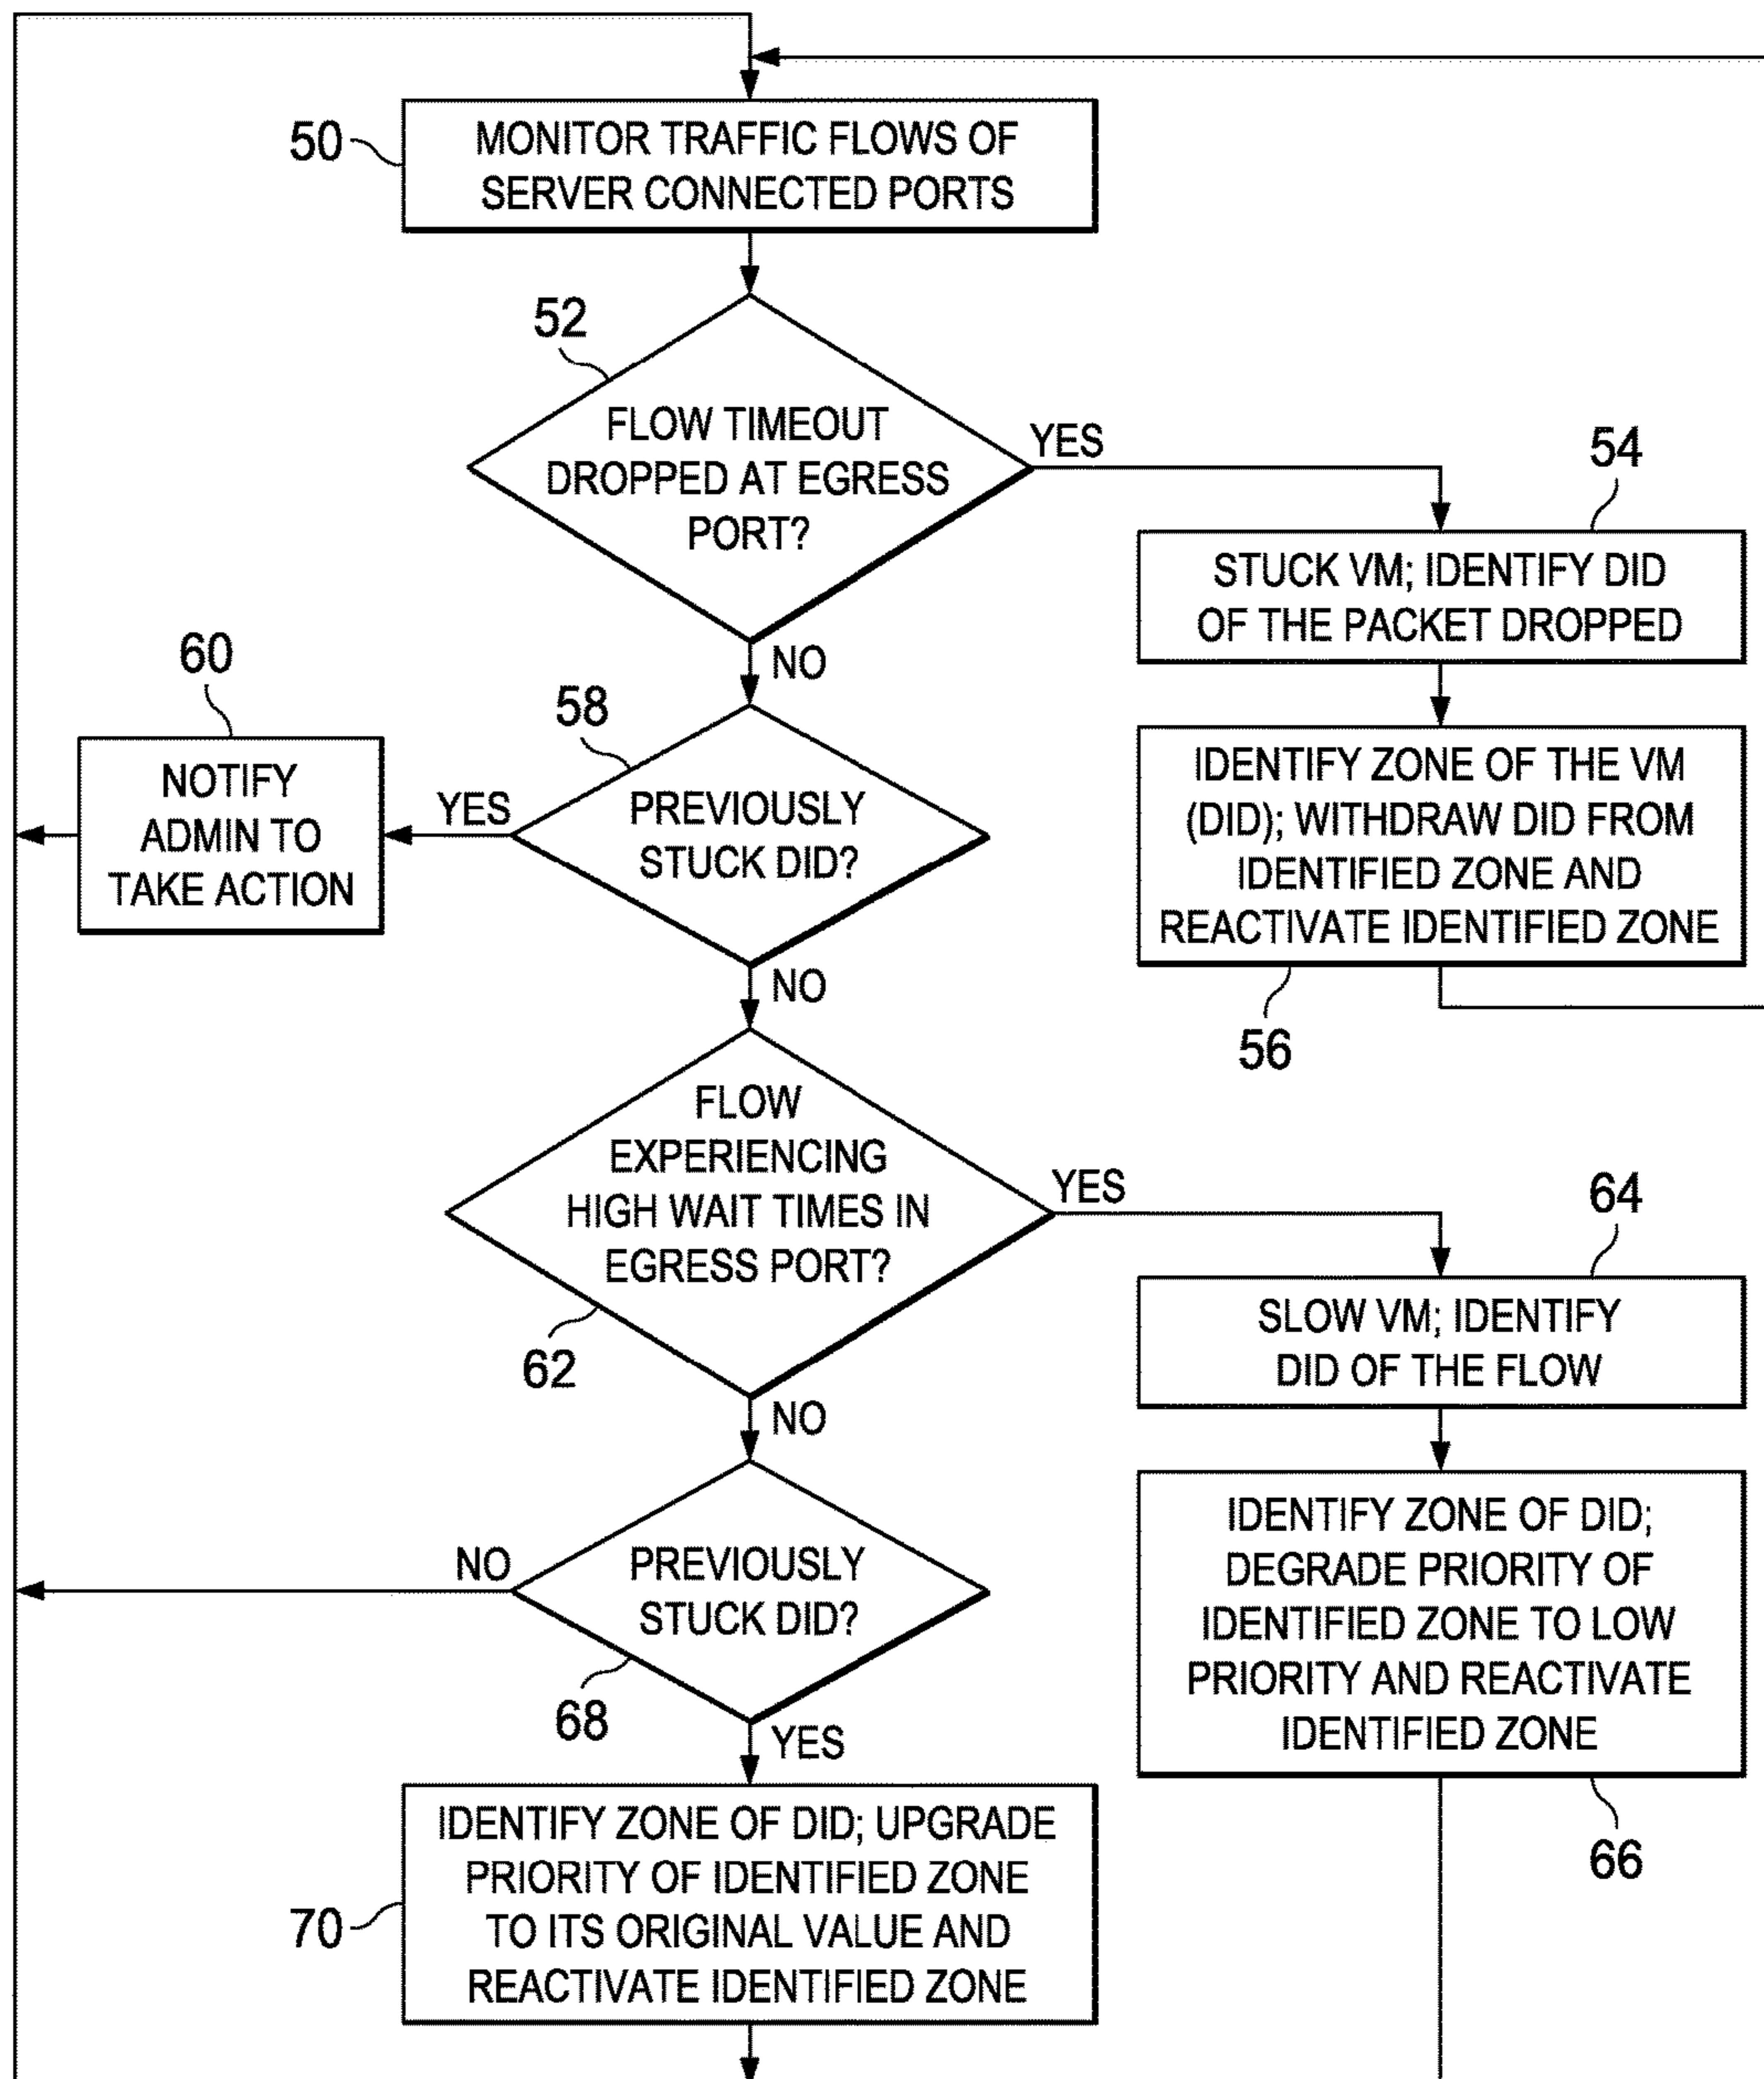 50
MONITOR TRAFFIC FLOWS OF
SERVER CONNECTED PORTS
52
FLOW TIMEOUT
DROPPED AT EGRESS
PORT?
YES
NO
54
STUCK VM; IDENTIFY DID
OF THE PACKET DROPPED
IDENTIFY ZONE OF THE VM
(DID); WITHDRAW DID FROM
IDENTIFIED ZONE AND
REACTIVATE IDENTIFIED ZONE
56
58
PREVIOUSLY
STUCK DID?
YES
NO
60
NOTIFY
ADMIN TO
TAKE ACTION
FLOW
EXPERIENCING
HIGH WAIT TIMES IN
EGRESS PORT?
62
YES
NO
64
SLOW VM; IDENTIFY
DID OF THE FLOW
IDENTIFY ZONE OF DID;
DEGRADE PRIORITY OF
IDENTIFIED ZONE TO LOW
PRIORITY AND REACTIVATE
IDENTIFIED ZONE
66
PREVIOUSLY
STUCK DID?
68
NO
YES
70
IDENTIFY ZONE OF DID; UPGRADE
PRIORITY OF IDENTIFIED ZONE
TO ITS ORIGINAL VALUE AND
REACTIVATE IDENTIFIED ZONE